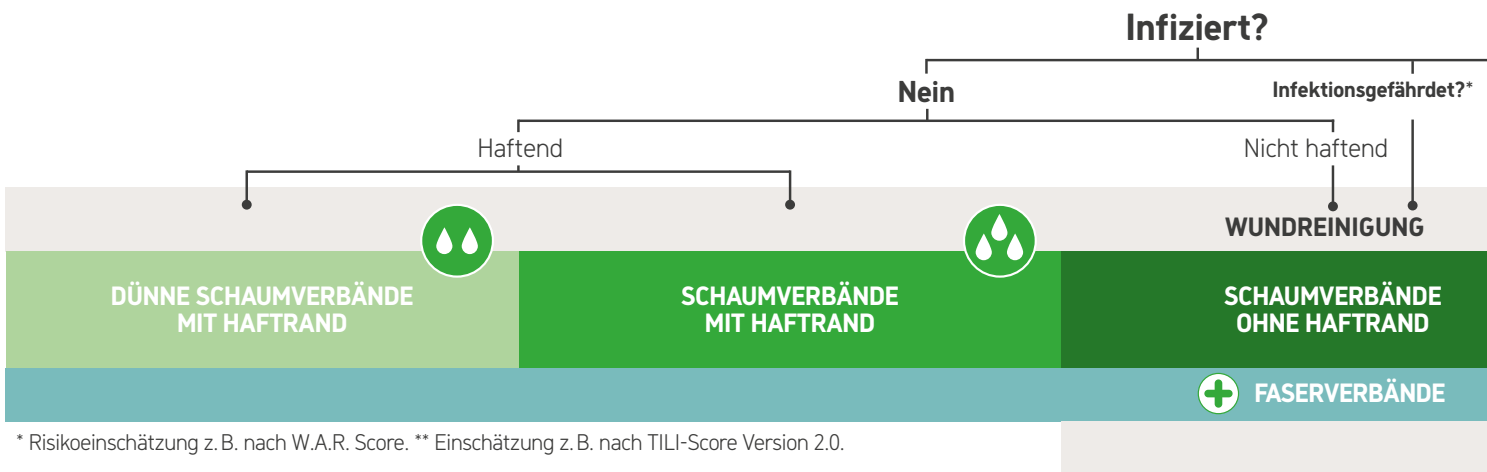 Infiziert?
Nein
Infektionsgefährdet?*
Haftend
Nicht haftend
WUNDREINIGUNG
DÜNNE SCHAUMVERBÄNDE
MIT HAFTRAND
SCHAUMVERBÄNDE
MIT HAFTRAND
SCHAUMVERBÄNDE
OHNE HAFTRAND
FASERVERBÄNDE
* Risikoeinschätzung z. B. nach W.A.R. Score. ** Einschätzung z. B. nach TILI-Score Version 2.0.